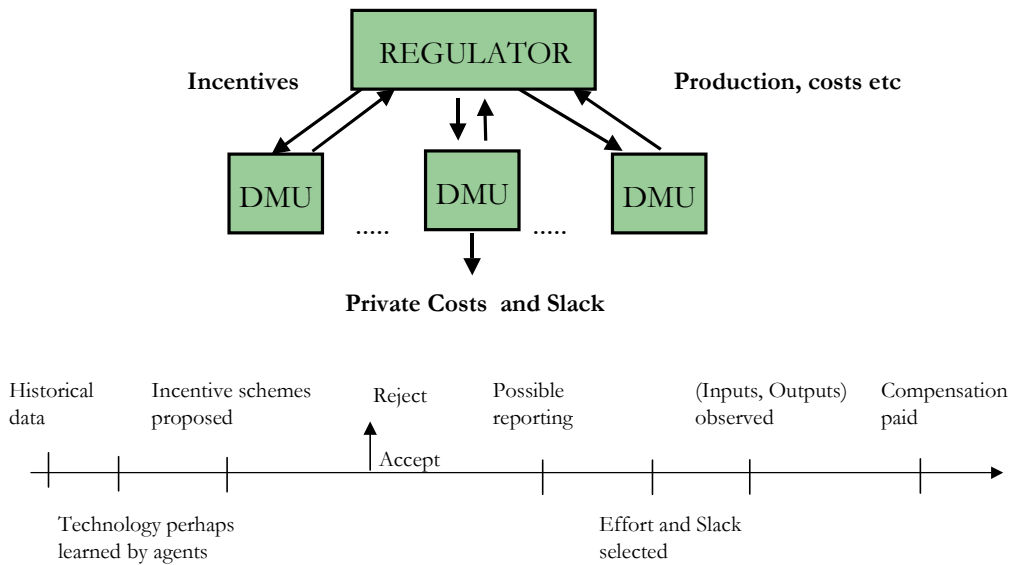 REGULATOR
Incentives
Production, costs etc
DMU
DMU
DMU
.....
.....
Private Costs and Slack
Historical
data
Incentive schemes
proposed
Reject
Accept
Possible
reporting
(Inputs, Outputs)
observed
Compensation
paid
Technology perhaps
learned by agents
Effort and Slack
selected